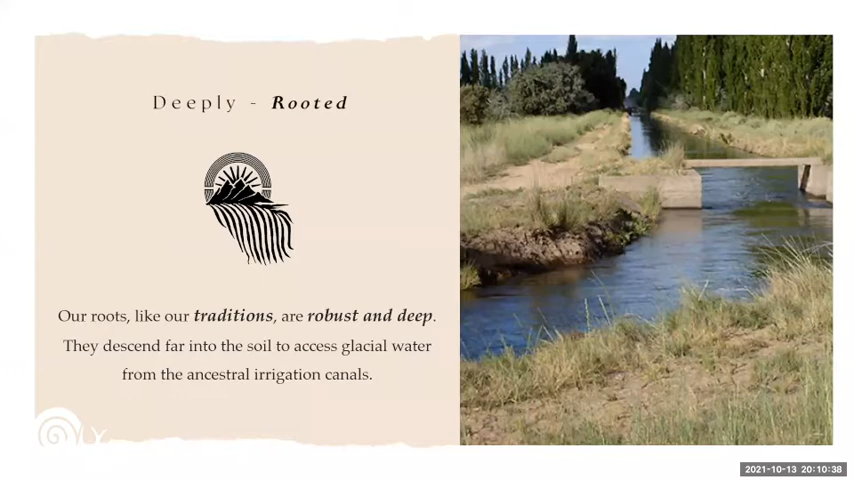 Deeply - Rooted
Our roots, like our traditions, are robust and deep.
They descend far into the soil to access glacial water
from the ancestral irrigation canals.
LY
2021-10-13 20:10:38